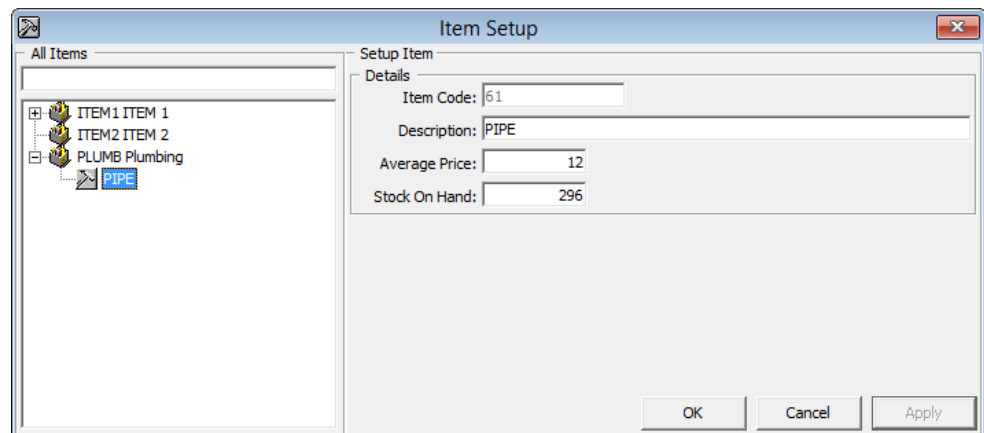 Item Setup
All Items
ITEM1 ITEM 1
ITEM2 ITEM 2
PLUMB Plumbing
PIPE
Setup Item
Details
Item Code: 61
Description: PIPE
Average Price: 12
Stock On Hand: 296
OK Cancel Apply